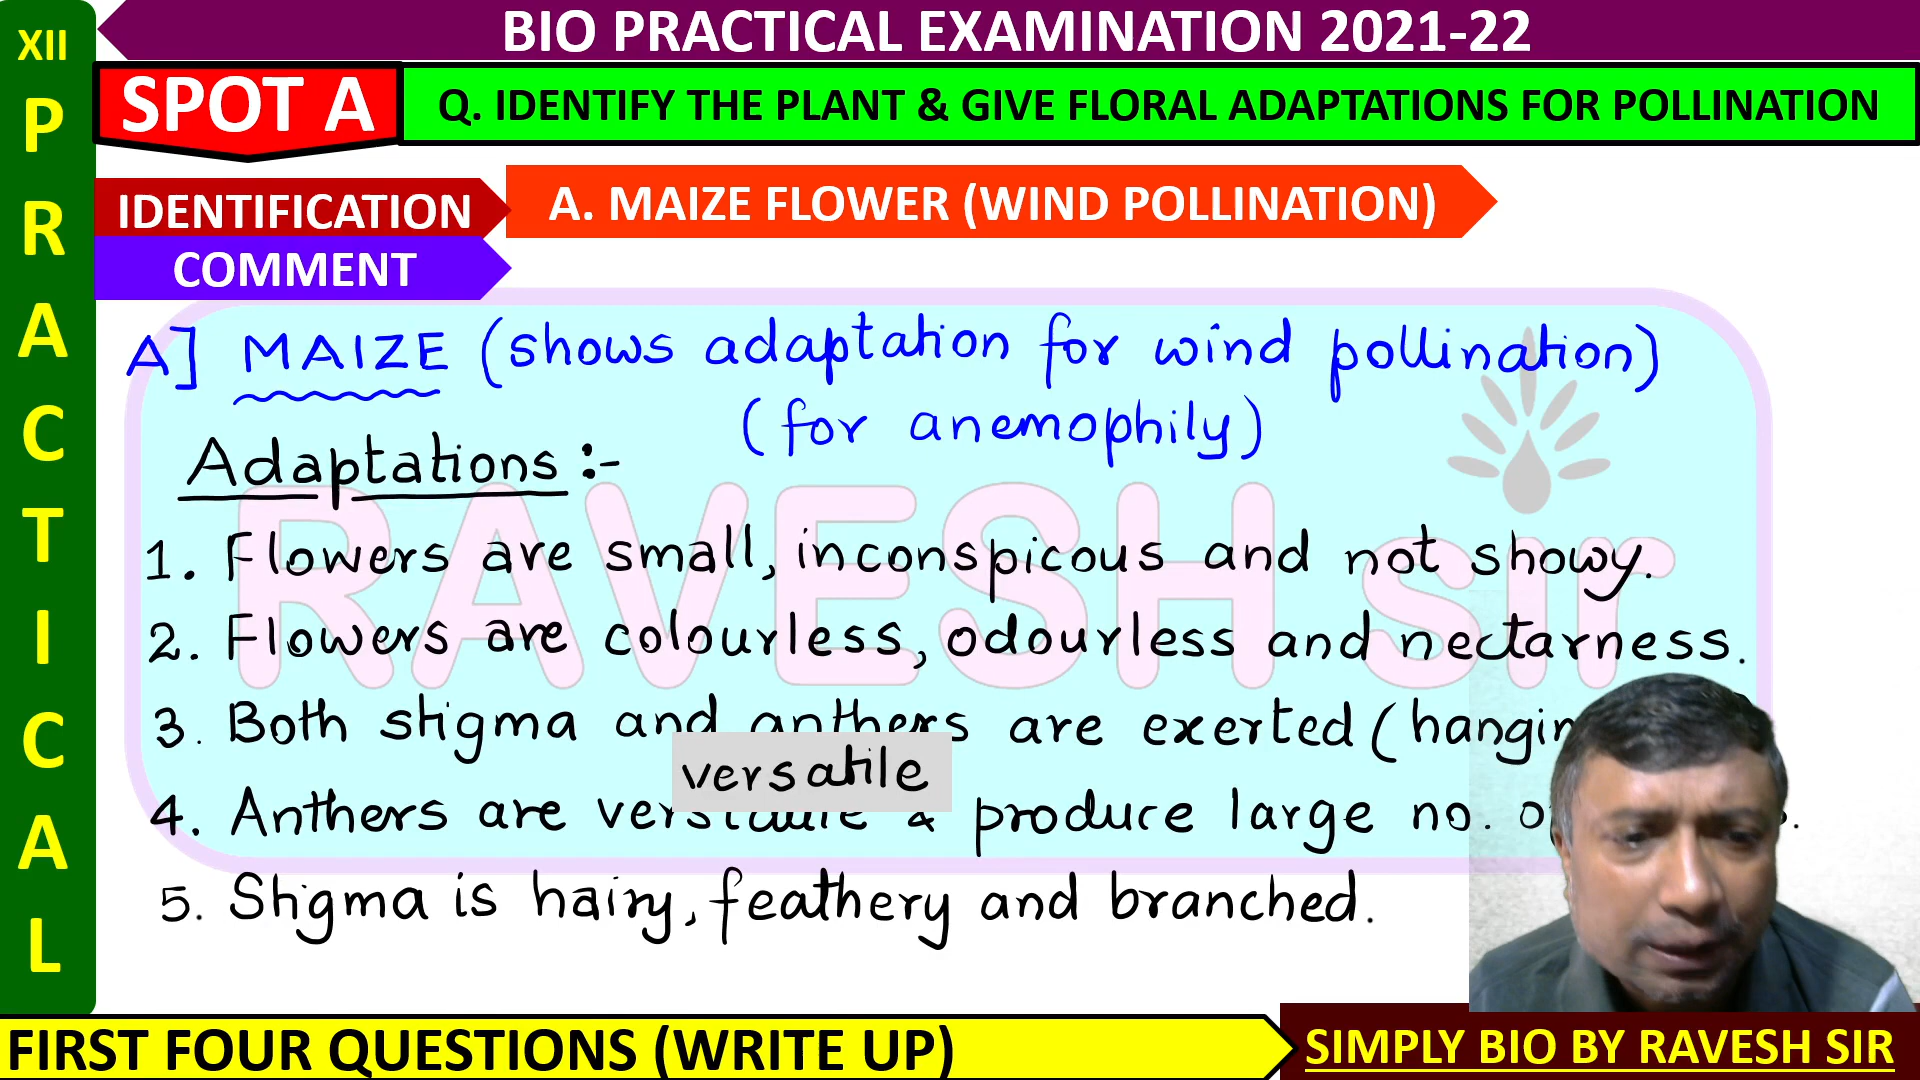 XII
PRACTICAL
BIO PRACTICAL EXAMINATION 2021-22
SPOT A
Q. IDENTIFY THE PLANT & GIVE FLORAL ADAPTATIONS FOR POLLINATION
IDENTIFICATION
A. MAIZE FLOWER (WIND POLLINATION)
COMMENT
A] MAIZE (shows adaptation for wind pollination)
(for anemophily)
Adaptations :-
1. Flowers are small, inconspicous and not showy.
2. Flowers are colourless, odourless and nectarness.
3. Both stigma and anthers are exerted (hangin
versatile
4. Anthers are & produce large no.
5. Stigma is hairy, feathery and branched.
RAVESH sir
FIRST FOUR QUESTIONS (WRITE UP)
SIMPLY BIO BY RAVESH SIR